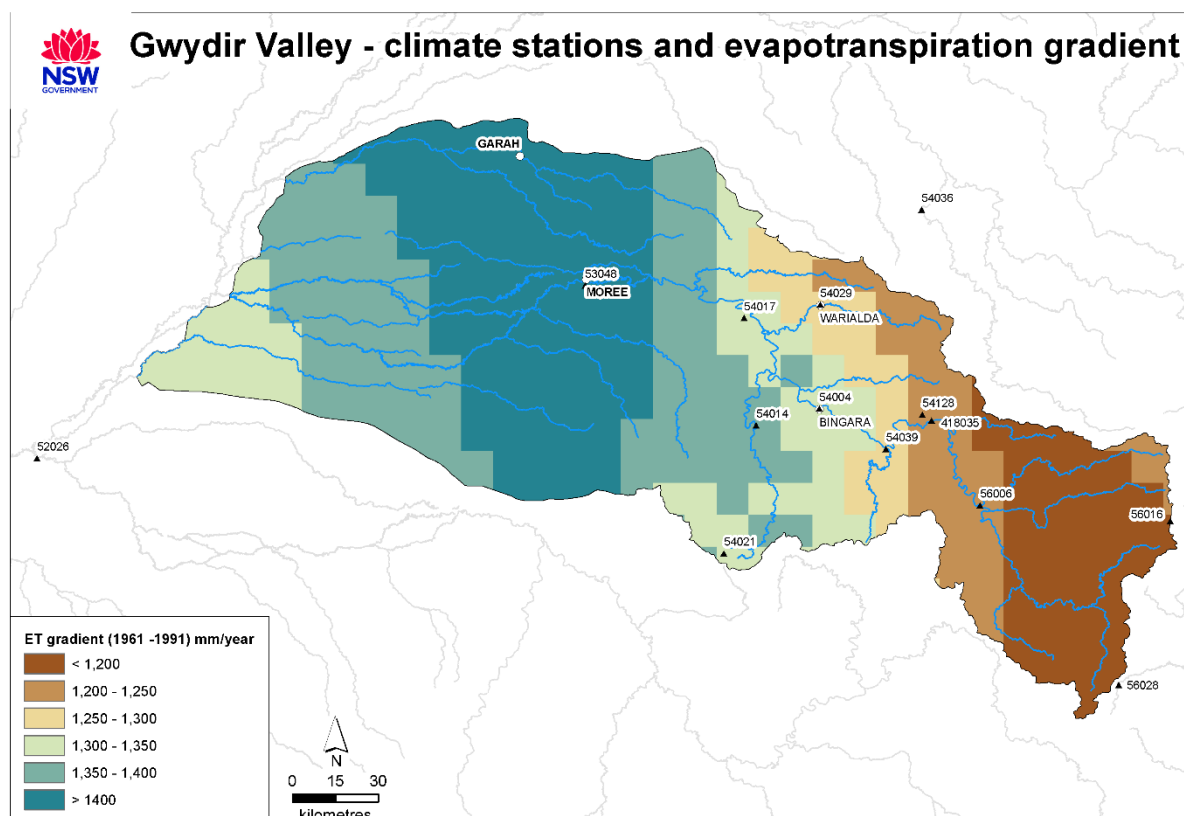 NSW
GOVERNMENT
Gwydir Valley - climate stations and evapotranspiration gradient
GARAH
54036
53048
MOREE
54029
WARIALDA
54017
54004
BINGARA
54014
54128
418035
54039
52026
56006
56016
54021
56028
ET gradient (1961 -1991) mm/year
< 1,200
1,200 - 1,250
1,250 - 1,300
1,300 - 1,350
1,350 - 1,400
> 1400
N
0 15 30
kilometres